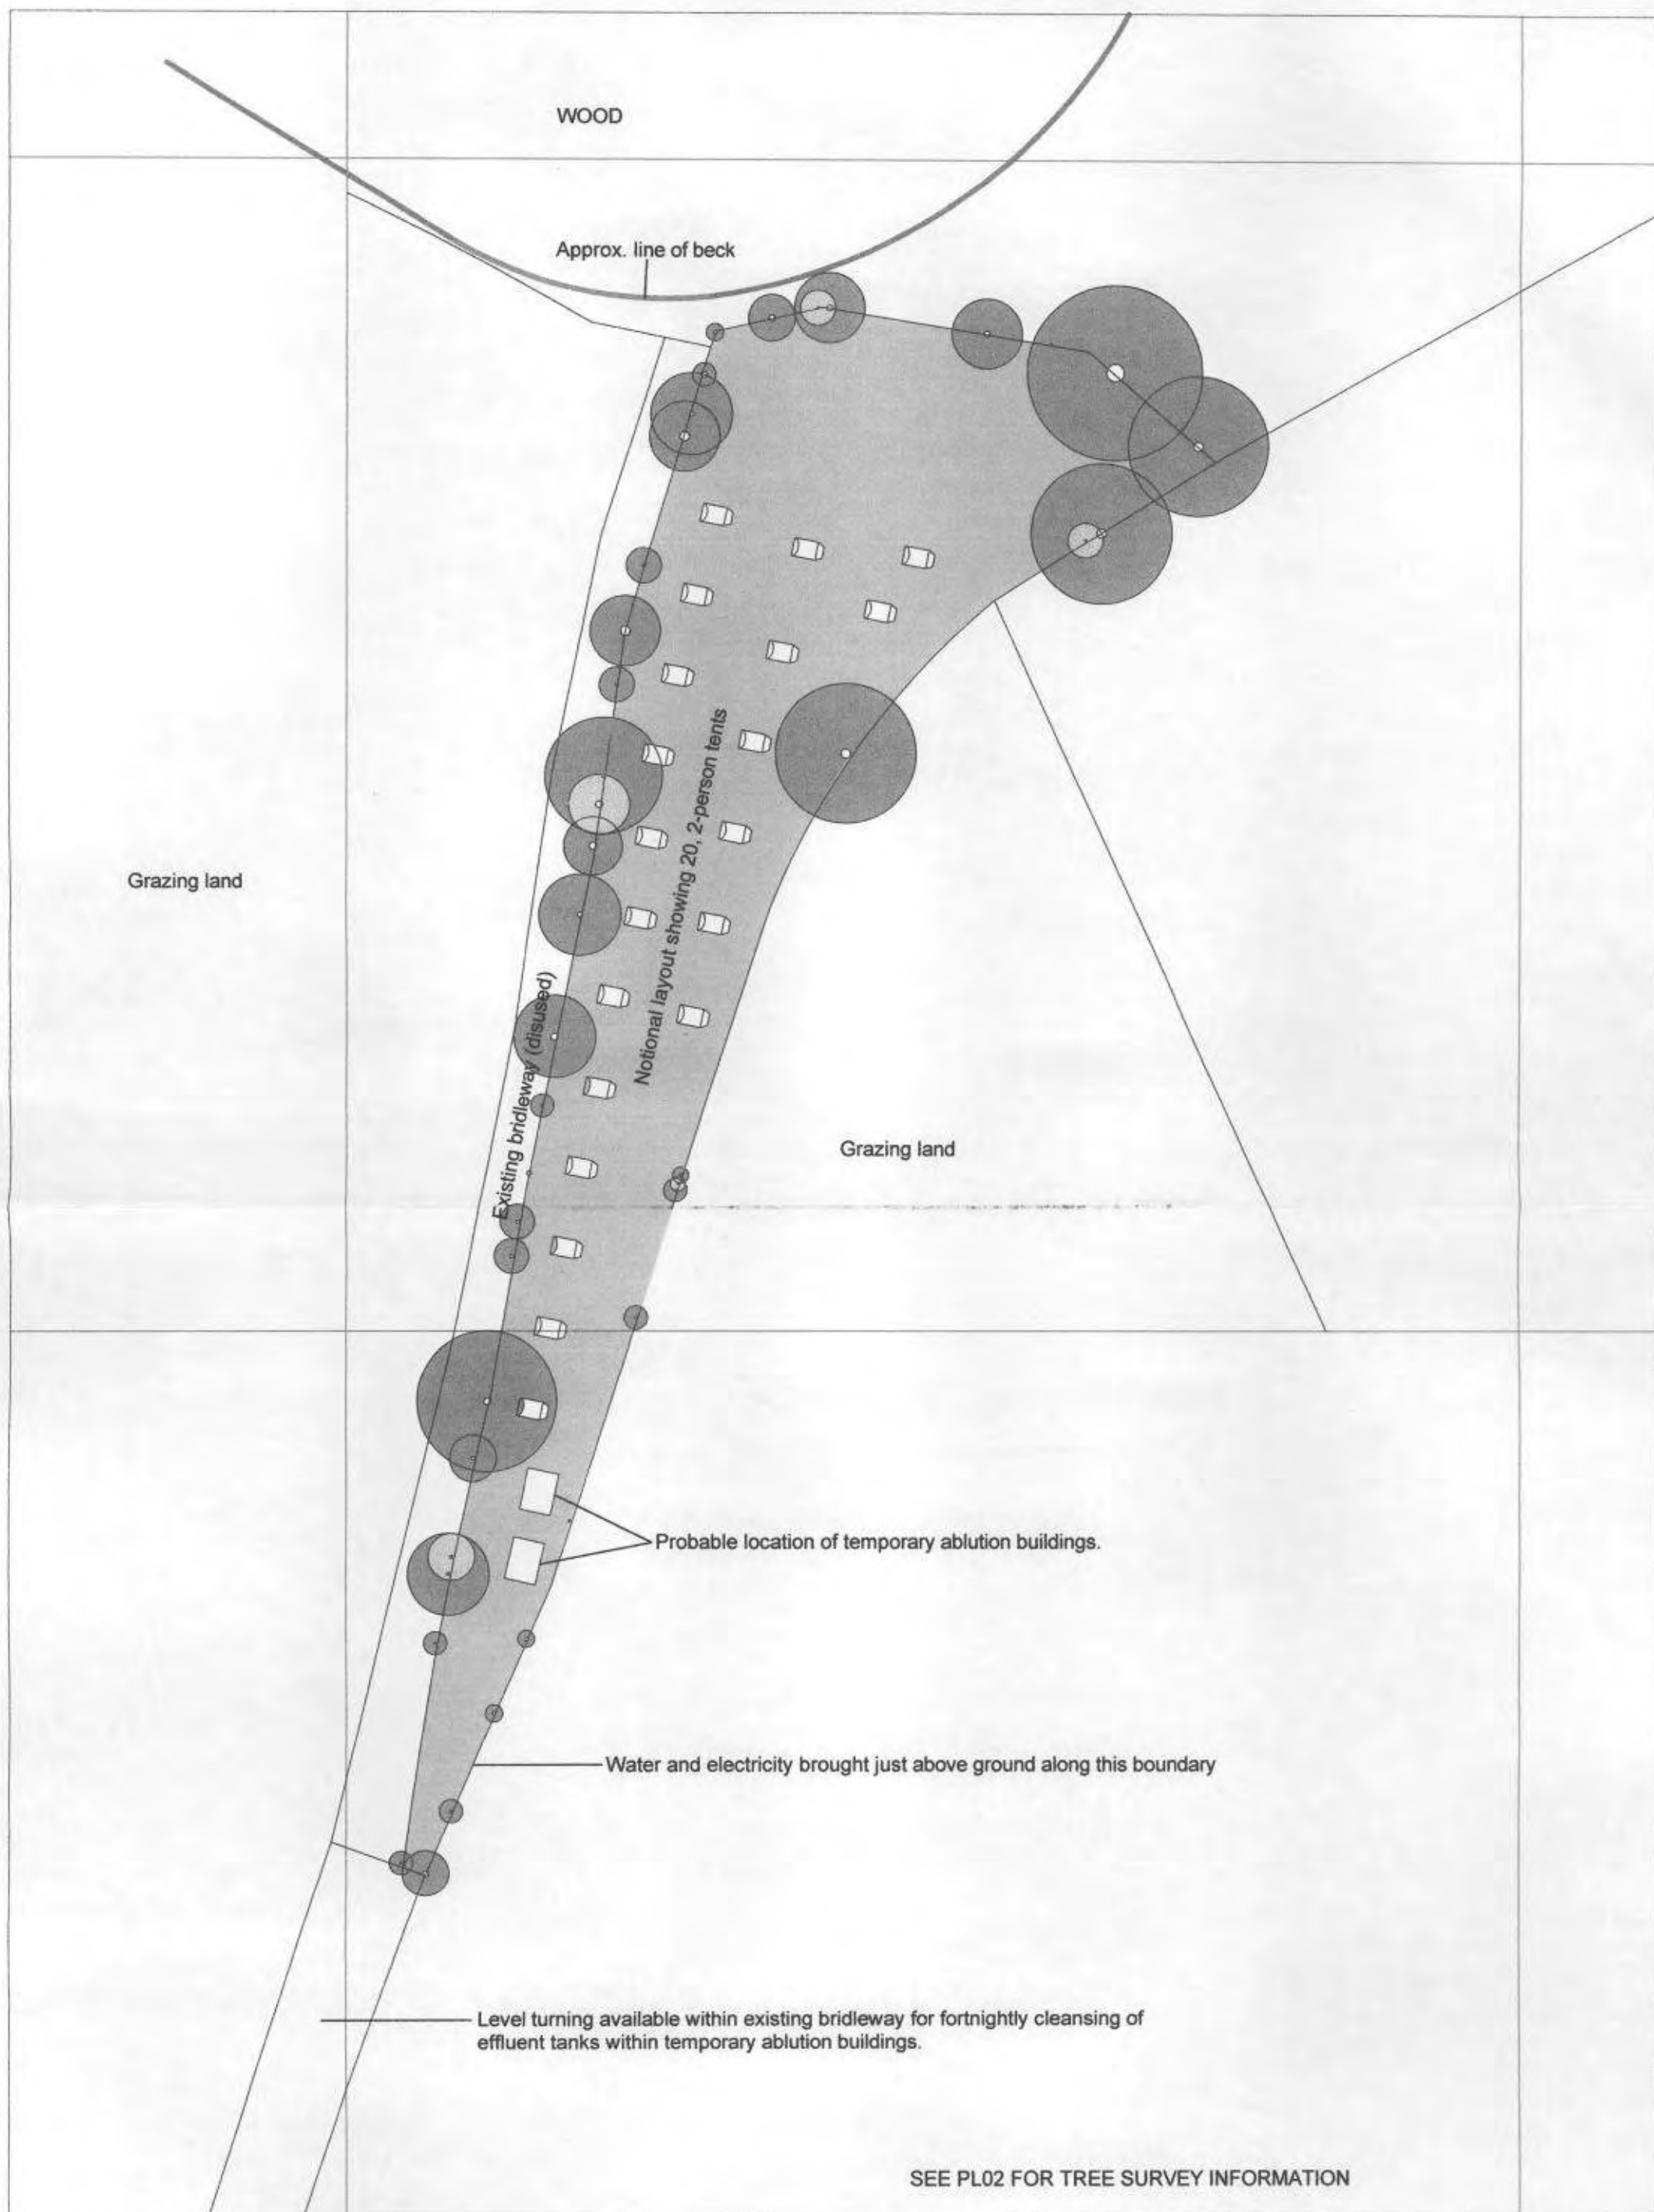 WOOD
Approx. line of beck
Notional layout showing 20, 2-person tents
Grazing land
Existing bridleway (disused)
Grazing land
Probable location of temporary ablution buildings.
Water and electricity brought just above ground along this boundary
Level turning available within existing bridleway for fortnightly cleansing of
effluent tanks within temporary ablution buildings.
SEE PL02 FOR TREE SURVEY INFORMATION